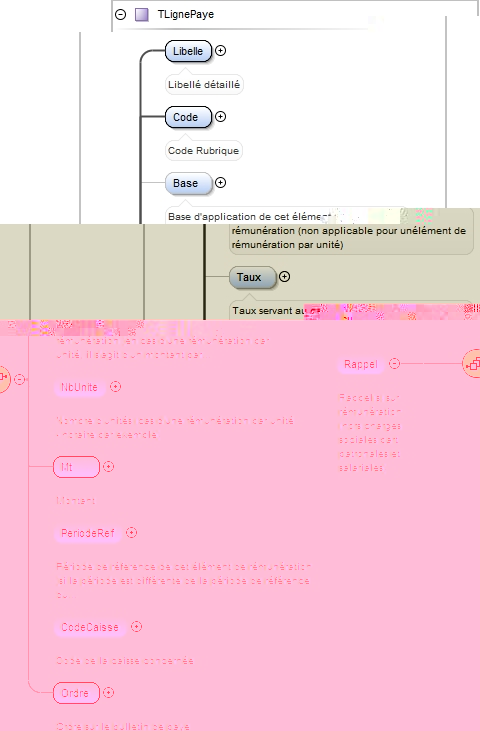 TLignePaye
Libelle
Libellé détaillé
Code
Code Rubrique
Base
Base d'application de cet élément
rémunération (non applicable pour unélément de
rémunération par unité)
Taux
Taux servant au
rémunération en cas d'une rémunération par
unité, il s'agit d'un montant par
NbUnite
Nombre d'unités cas d'une rémunération par unité
horaire par exemple
Mt
Montant
PeriodeRef
Période de référence de cet élément de rémunération
si la période est différente de la période de référence
du
CodeCaisse
Code de la caisse concernée
Ordre
Ordre sur le bulletin de paye
Rappel
Rappel si sur
rémunération
hors charges
sociales
patronales et
salariales